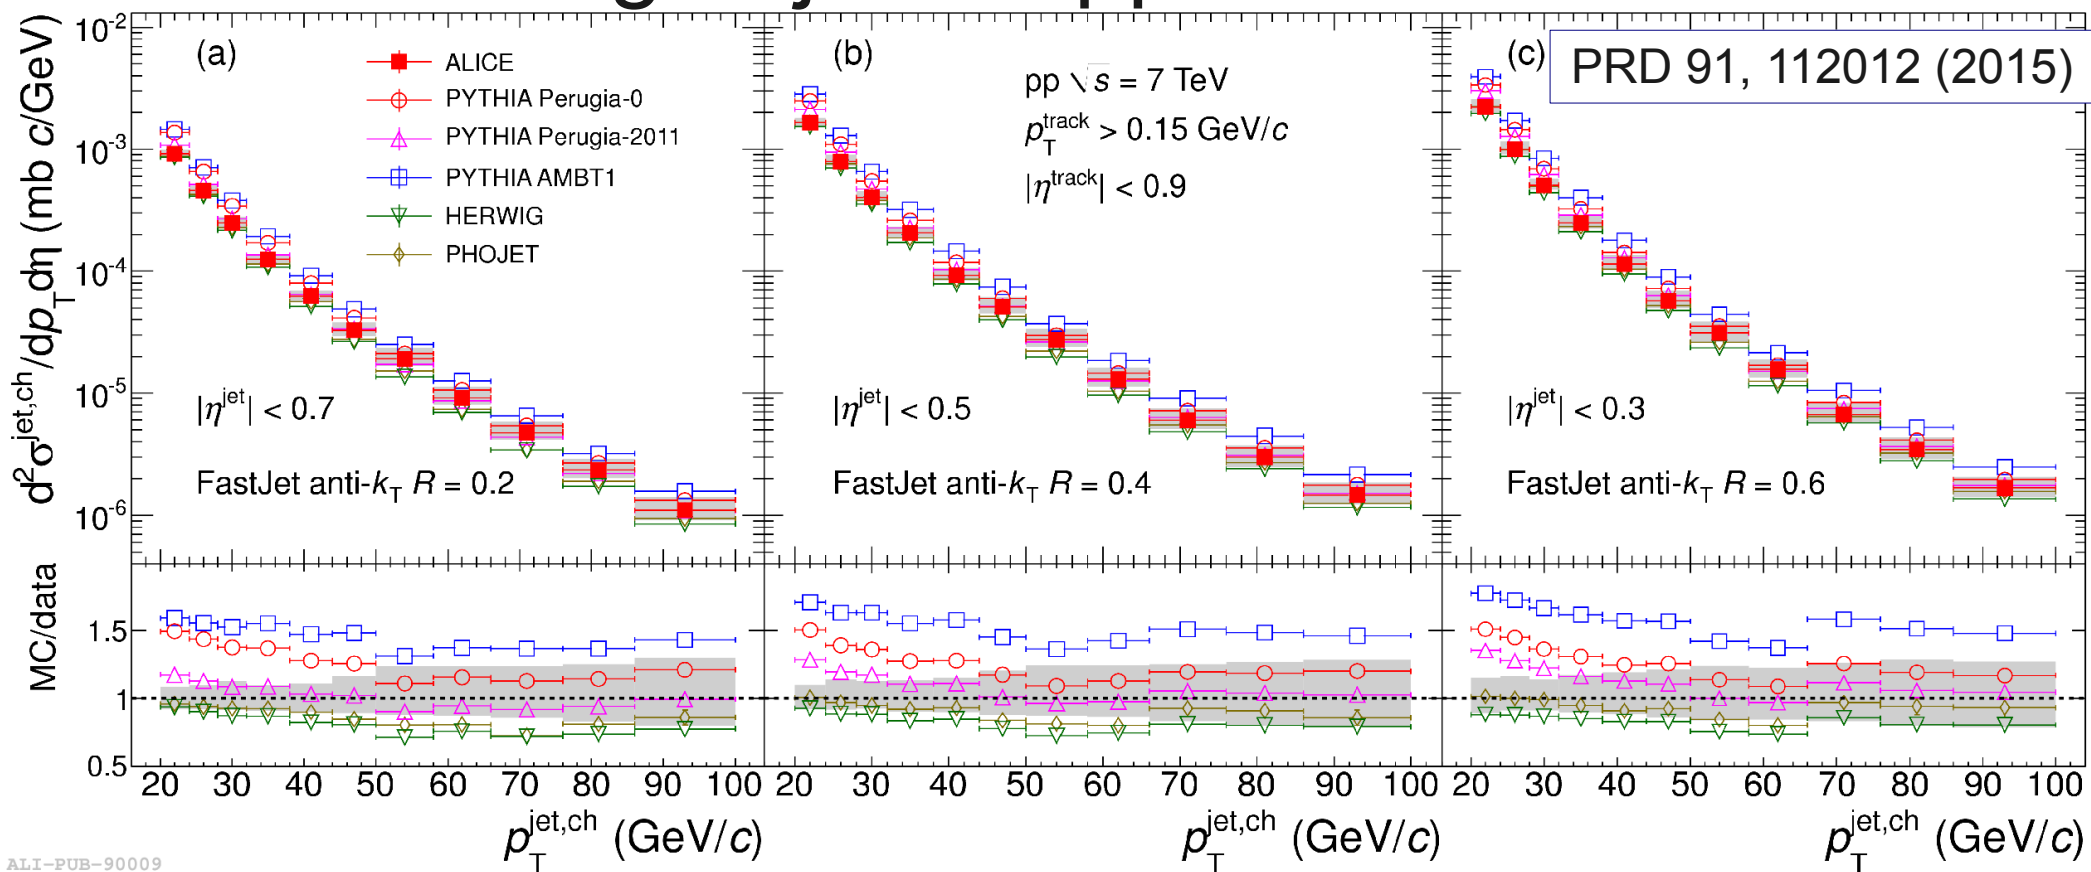 PRD 91, 112012 (2015)
d²σ^jet,ch/dp_Tdη (mb c/GeV)
10⁻²
10⁻³
10⁻⁴
10⁻⁵
10⁻⁶
(a)
ALICE
PYTHIA Perugia-0
PYTHIA Perugia-2011
PYTHIA AMBT1
HERWIG
PHOJET
|η^jet| < 0.7
FastJet anti-k_T R = 0.2
(b)
pp √s = 7 TeV
p_T^track > 0.15 GeV/c
|η^track| < 0.9
|η^jet| < 0.5
FastJet anti-k_T R = 0.4
(c)
|η^jet| < 0.3
FastJet anti-k_T R = 0.6
MC/data
1.5
1
0.5
20 30 40 50 60 70 80 90 100
20 30 40 50 60 70 80 90 100
20 30 40 50 60 70 80 90 100
p_T^jet,ch (GeV/c)
p_T^jet,ch (GeV/c)
p_T^jet,ch (GeV/c)
ALI-PUB-90009